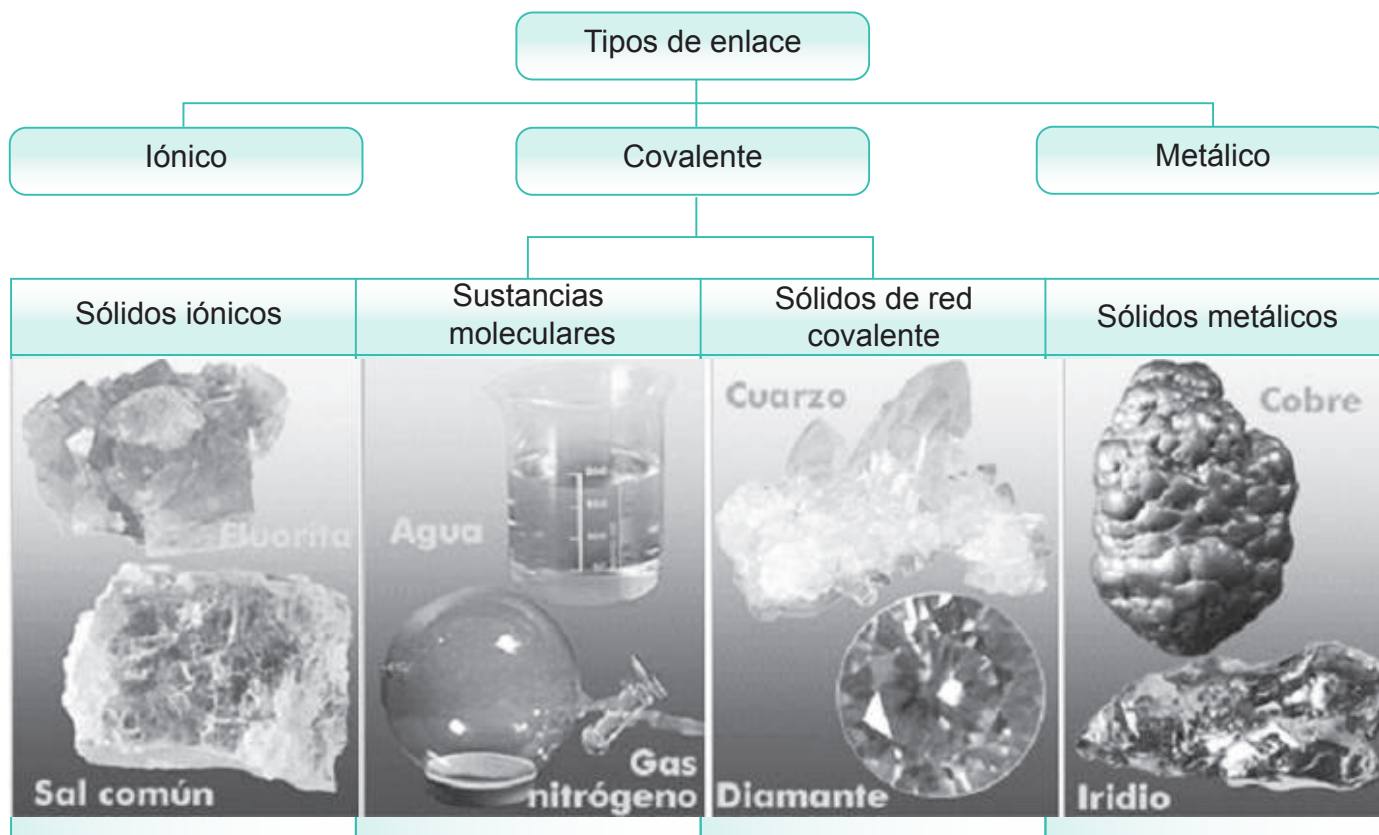 Tipos de enlace
Iónico
Covalente
Metálico
Sólidos iónicos
Sustancias
moleculares
Sólidos de red
covalente
Sólidos metálicos
Fluorita
Sal común
Agua
Gas
nitrógeno
Cuarzo
Diamante
Cobre
Iridio